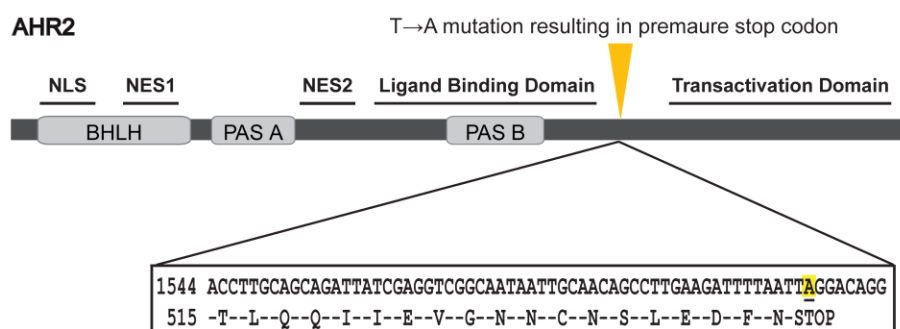 AHR2
T→A mutation resulting in premaure stop codon
NLS NES1 NES2 Ligand Binding Domain Transactivation Domain
BHLH PAS A PAS B
1544 ACCTTGCAGCAGATTATCGAGGTCGGCAATAATTGCAACAGCCTTGAAGATTTTAATTAGGACAGG
515 -T--L--Q--Q--I--I--E--V--G--N--N--C--N--S--L--E--D--F--N-STOP